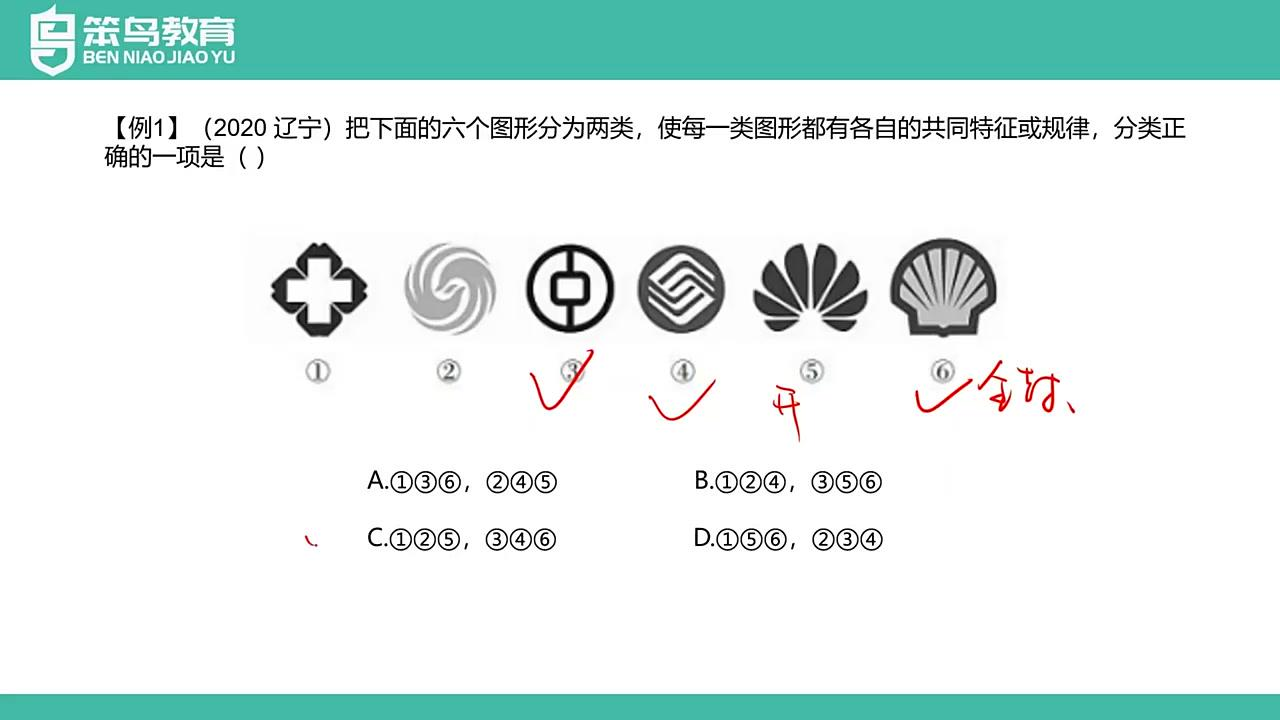 笨鸟教育
BEN NIAO JIAO YU
【例1】（2020 辽宁）把下面的六个图形分为两类，使每一类图形都有各自的共同特征或规律，分类正
确的一项是（ ）
① ② ③ ④ ⑤ ⑥
开 全封、
A.①③⑥，②④⑤ B.①②④，③⑤⑥
C.①②⑤，③④⑥ D.①⑤⑥，②③④